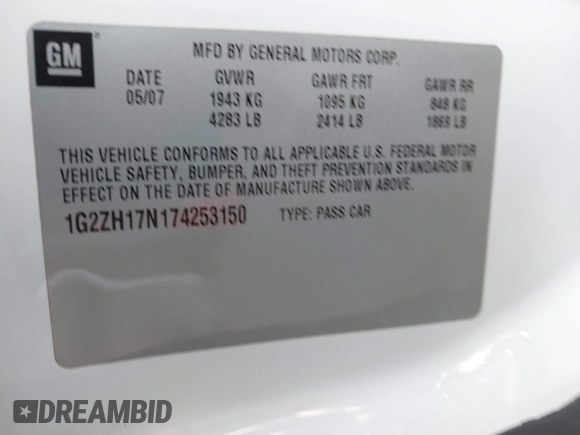 GM
MFD BY GENERAL MOTORS CORP.
DATE GVWR GAWR FRT GAWR RR
05/07 1943 KG 1095 KG 848 KG
4283 LB 2414 LB 1869 LB
THIS VEHICLE CONFORMS TO ALL APPLICABLE U.S. FEDERAL MOTOR
VEHICLE SAFETY, BUMPER, AND THEFT PREVENTION STANDARDS IN
EFFECT ON THE DATE OF MANUFACTURE SHOWN ABOVE.
1G2ZH17N174253150 TYPE: PASS CAR
DREAMBID